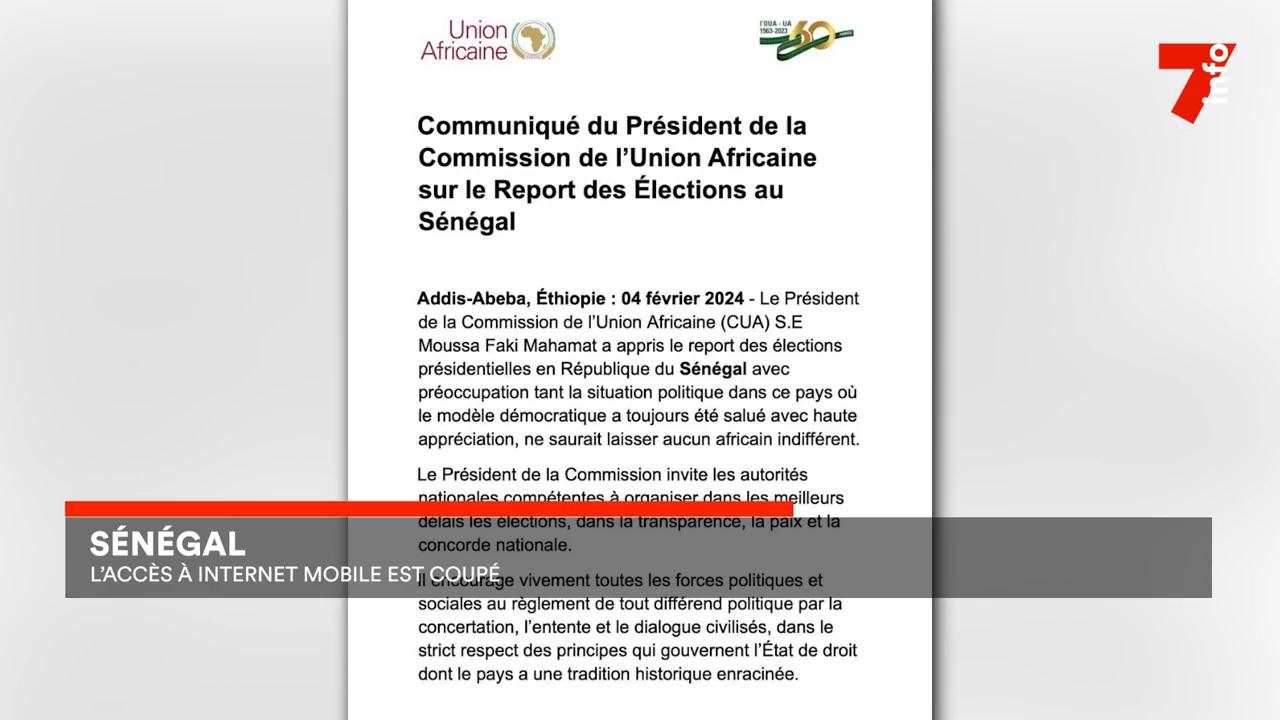 Union
Africaine
l'OUA - UA
1963-2023
60
7
info
Communiqué du Président de la
Commission de l'Union Africaine
sur le Report des Élections au
Sénégal
Addis-Abeba, Éthiopie : 04 février 2024 - Le Président
de la Commission de l'Union Africaine (CUA) S.E
Moussa Faki Mahamat a appris le report des élections
présidentielles en République du Sénégal avec
préoccupation tant la situation politique dans ce pays où
le modèle démocratique a toujours été salué avec haute
appréciation, ne saurait laisser aucun africain indifférent.
Le Président de la Commission invite les autorités
nationales compétentes à organiser dans les meilleurs
délais les élections, dans la transparence, la paix et la
concorde nationale.
SÉNÉGAL
L'ACCÈS À INTERNET MOBILE EST COUPÉ
Il encourage vivement toutes les forces politiques et
sociales au règlement de tout différend politique par la
concertation, l'entente et le dialogue civilisés, dans le
strict respect des principes qui gouvernent l'État de droit
dont le pays a une tradition historique enracinée.